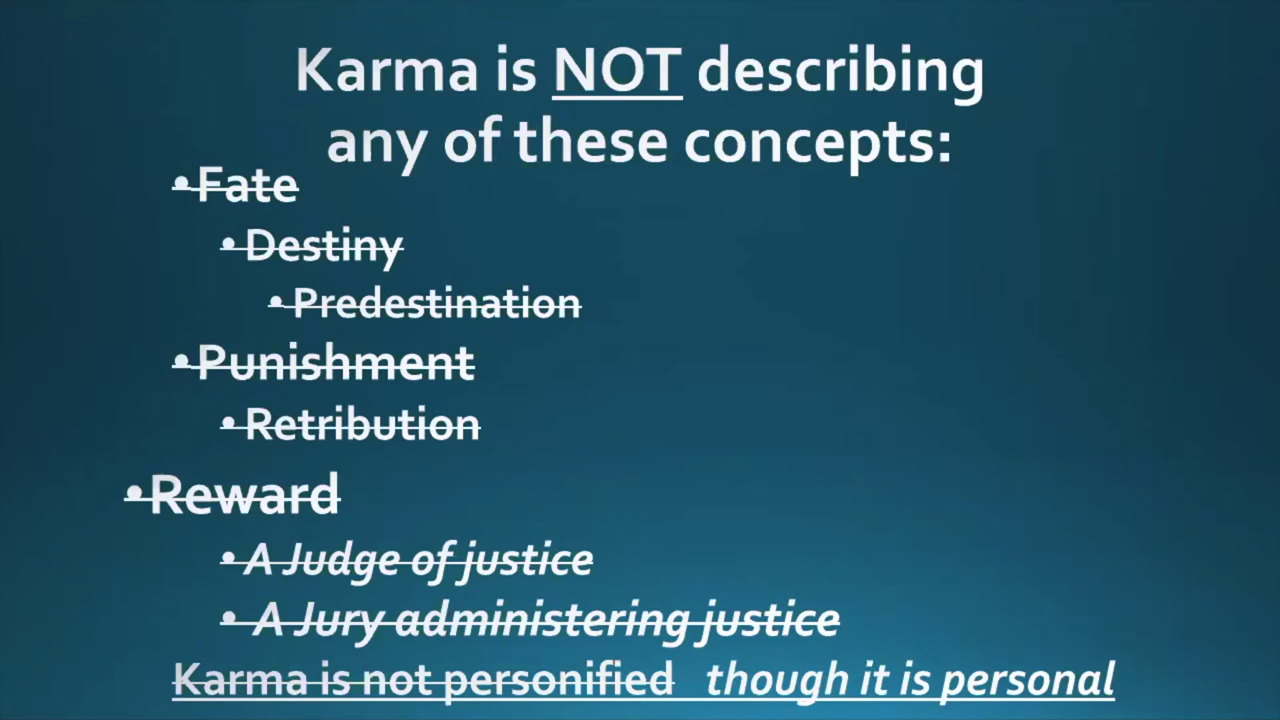 Karma is NOT describing
any of these concepts:
•Fate
•Destiny
•Predestination
•Punishment
•Retribution
•Reward
•A Judge of justice
• A Jury administering justice
Karma is not personified though it is personal